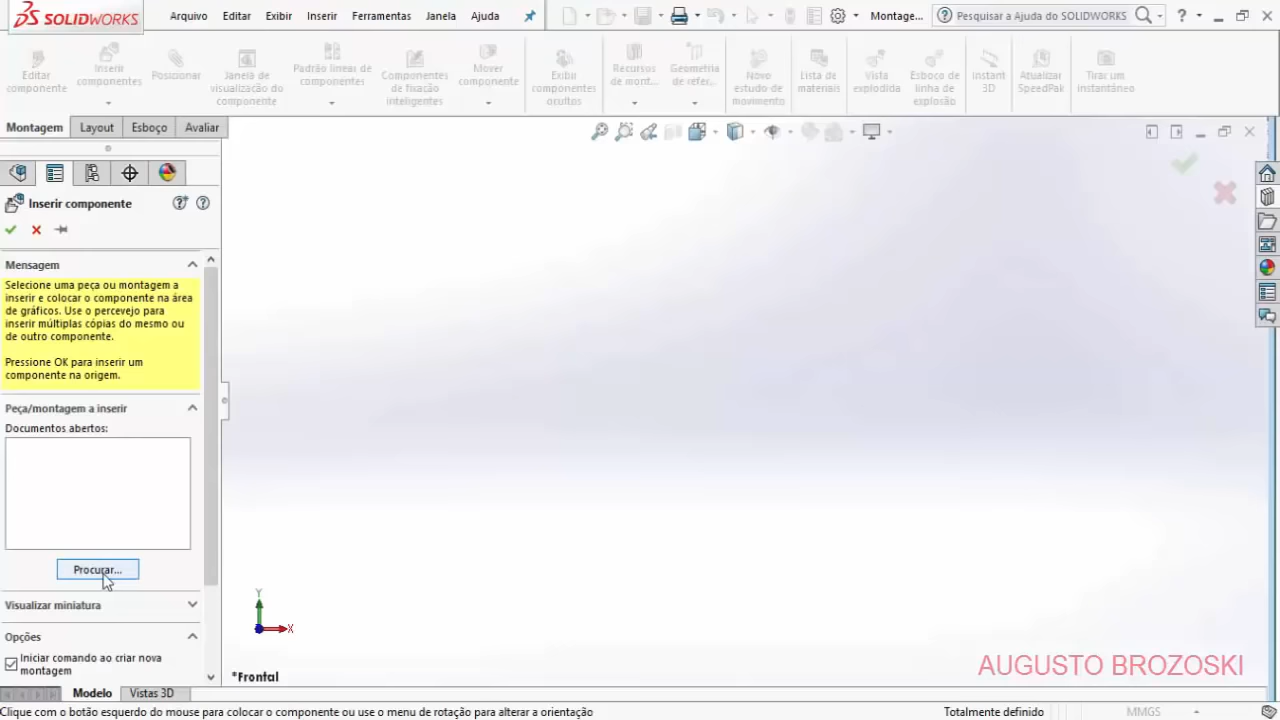 SOLIDWORKS Arquivo Editar Exibir Inserir Ferramentas Janela Ajuda Montage... Pesquisar a Ajuda do SOLIDWORKS ?
Editar componente
Inserir componentes
Posicionar
Janela de visualização do componente
Padrão linear de componentes
Componentes de fixação inteligentes
Mover componente
Exibir componentes ocultos
Recursos de mont...
Geometria de refer...
Novo estudo de movimento
Lista de materiais
Vista explodida
Esboço de linha de explosão
Instant 3D
Atualizar SpeedPak
Tirar um instantâneo
Montagem Layout Esboço Avaliar
Inserir componente
Mensagem
Selecione uma peça ou montagem a
inserir e colocar o componente na área
de gráficos. Use o percevejo para
inserir múltiplas cópias do mesmo ou
de outro componente.
Pressione OK para inserir um
componente na origem.
Peça/montagem a inserir
Documentos abertos:
Procurar...
Visualizar miniatura
Opções
Iniciar comando ao criar nova
montagem
Y
X
*Frontal
AUGUSTO BROZOSKI
Modelo Vistas 3D
Clique com o botão esquerdo do mouse para colocar o componente ou use o menu de rotação para alterar a orientação Totalmente definido MMGS